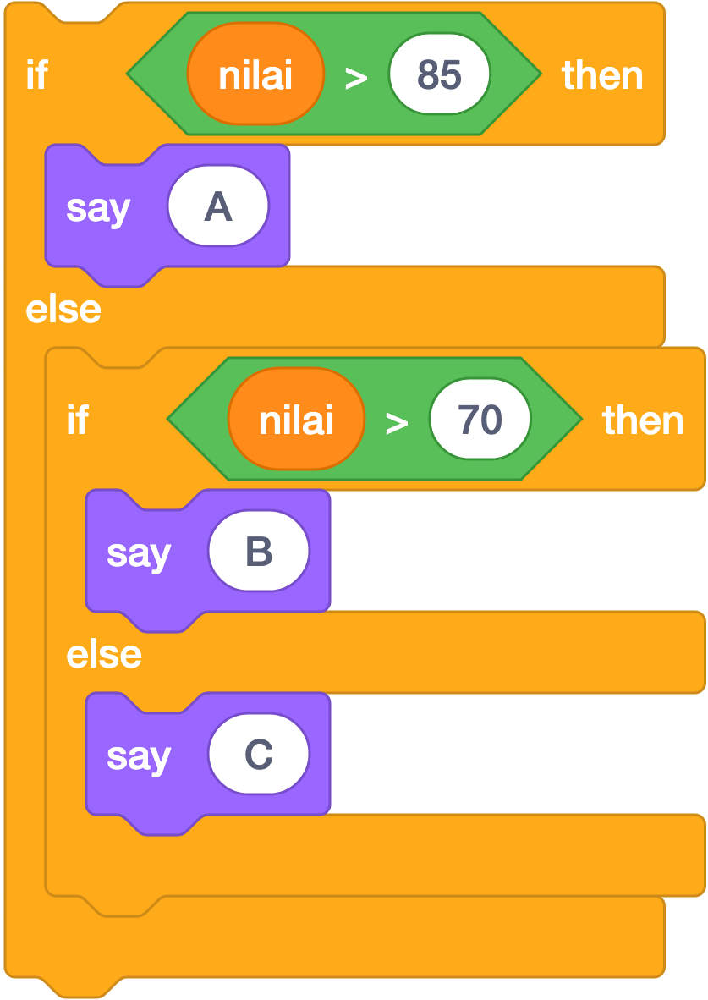 if nilai > 85 then
say A
else
if nilai > 70 then
say B
else
say C